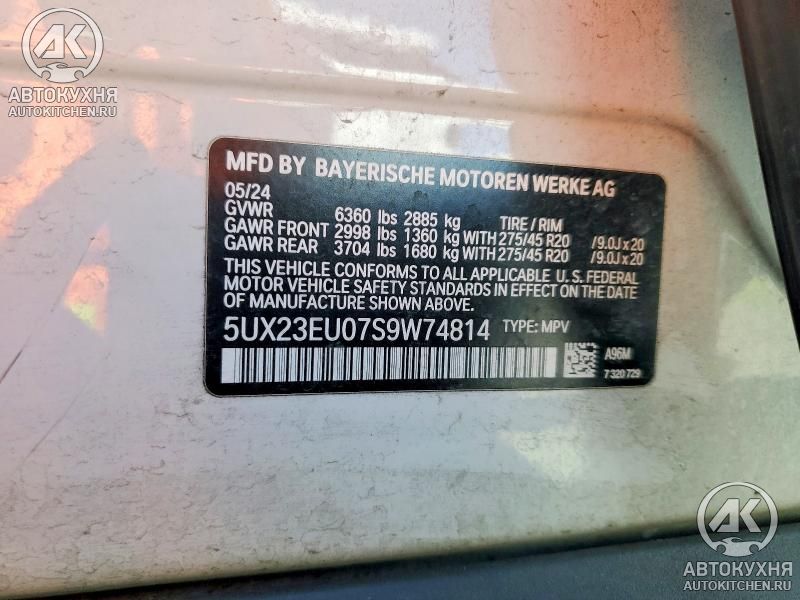 AK
АВТОКУХНЯ
AUTOKITCHEN.RU
MFD BY BAYERISCHE MOTOREN WERKE AG
05/24
GVWR 6360 lbs 2885 kg TIRE / RIM
GAWR FRONT 2998 lbs 1360 kg WITH 275/45 R20 /9.0J x 20
GAWR REAR 3704 lbs 1680 kg WITH 275/45 R20 /9.0J x 20
THIS VEHICLE CONFORMS TO ALL APPLICABLE U.S. FEDERAL
MOTOR VEHICLE SAFETY STANDARDS IN EFFECT ON THE DATE
OF MANUFACTURE SHOWN ABOVE.
5UX23EU07S9W74814 TYPE: MPV
A96M
7 320 729
AK
АВТОКУХНЯ
AUTOKITCHEN.RU